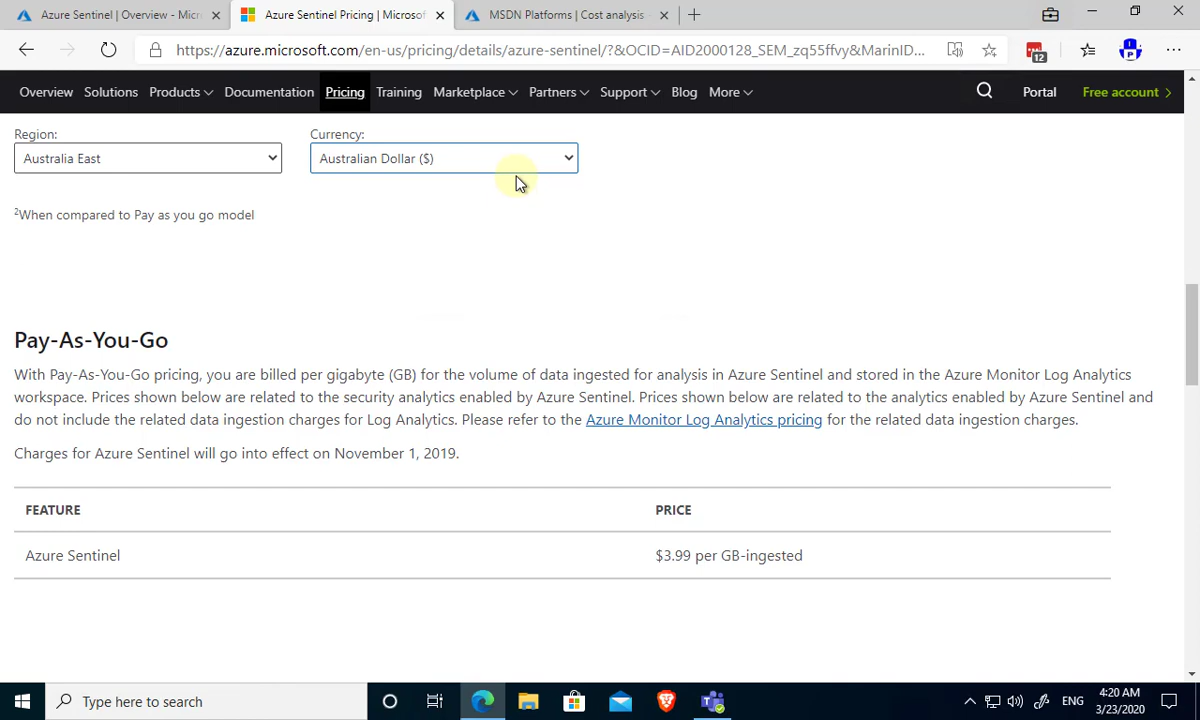 Azure Sentinel | Overview - Micr
Azure Sentinel Pricing | Microsof
MSDN Platforms | Cost analysis
https://azure.microsoft.com/en-us/pricing/details/azure-sentinel/?&OCID=AID2000128_SEM_zq55ffvy&MarinID...
12
Overview Solutions Products Documentation Pricing Training Marketplace Partners Support Blog More Portal Free account
Region: Currency:
Australia East Australian Dollar ($)
2When compared to Pay as you go model
Pay-As-You-Go
With Pay-As-You-Go pricing, you are billed per gigabyte (GB) for the volume of data ingested for analysis in Azure Sentinel and stored in the Azure Monitor Log Analytics
workspace. Prices shown below are related to the security analytics enabled by Azure Sentinel. Prices shown below are related to the analytics enabled by Azure Sentinel and
do not include the related data ingestion charges for Log Analytics. Please refer to the Azure Monitor Log Analytics pricing for the related data ingestion charges.
Charges for Azure Sentinel will go into effect on November 1, 2019.
FEATURE PRICE
Azure Sentinel $3.99 per GB-ingested
Type here to search
ENG
4:20 AM
3/23/2020